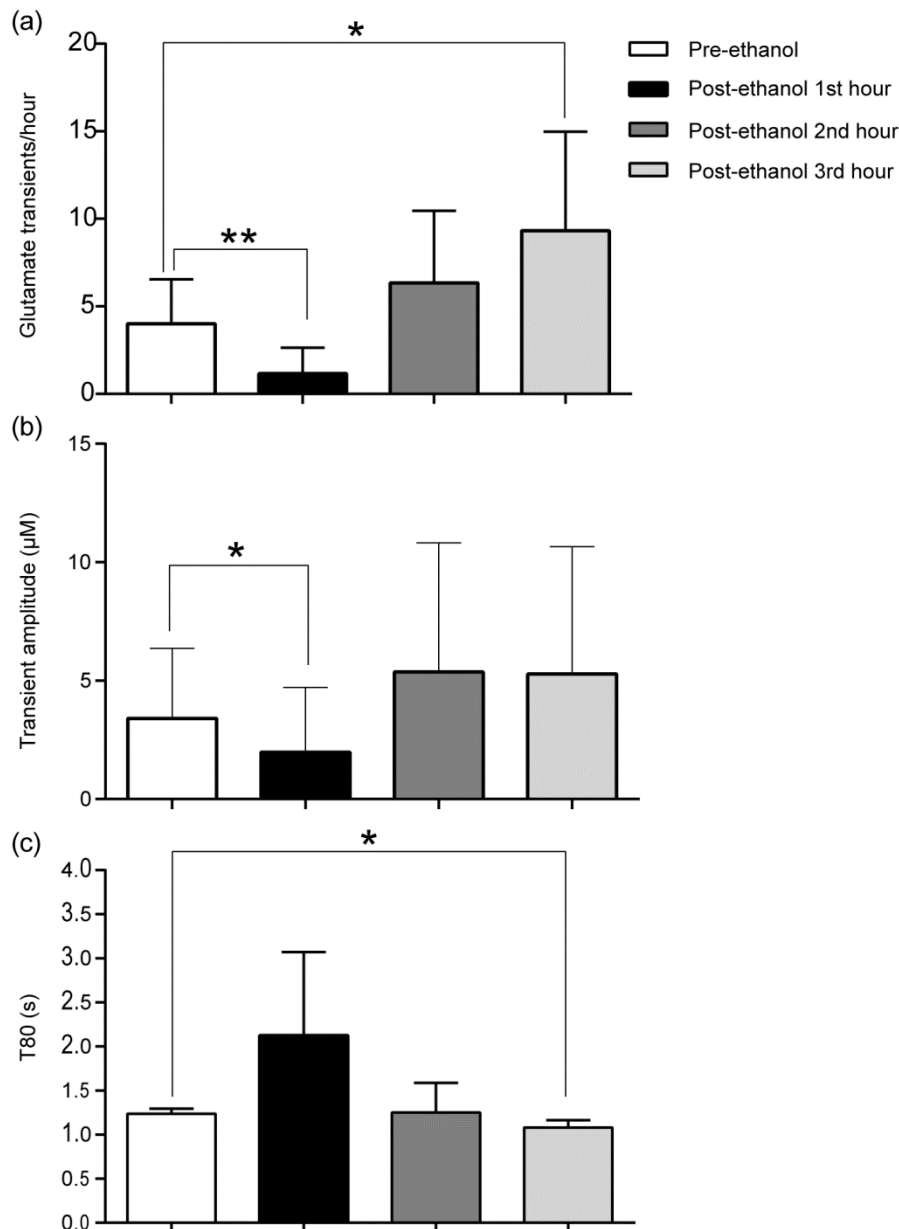 (a)
Glutamate transients/hour
20
15
10
5
0
*
**
Pre-ethanol
Post-ethanol 1st hour
Post-ethanol 2nd hour
Post-ethanol 3rd hour
(b)
Transient amplitude (µM)
15
10
5
0
*
(c)
T80 (s)
4.0
3.5
3.0
2.5
2.0
1.5
1.0
0.5
0.0
*